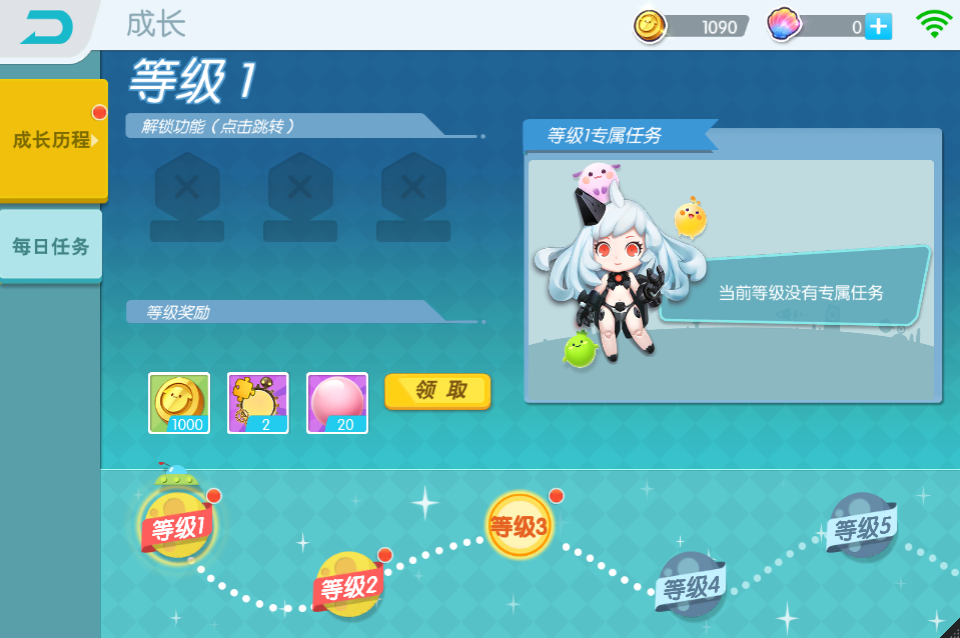 成长
1090
0
等级 1
成长历程
解锁功能（点击跳转）
等级1专属任务
每日任务
当前等级没有专属任务
等级奖励
1000
2
20
领取
等级1
等级2
等级3
等级4
等级5